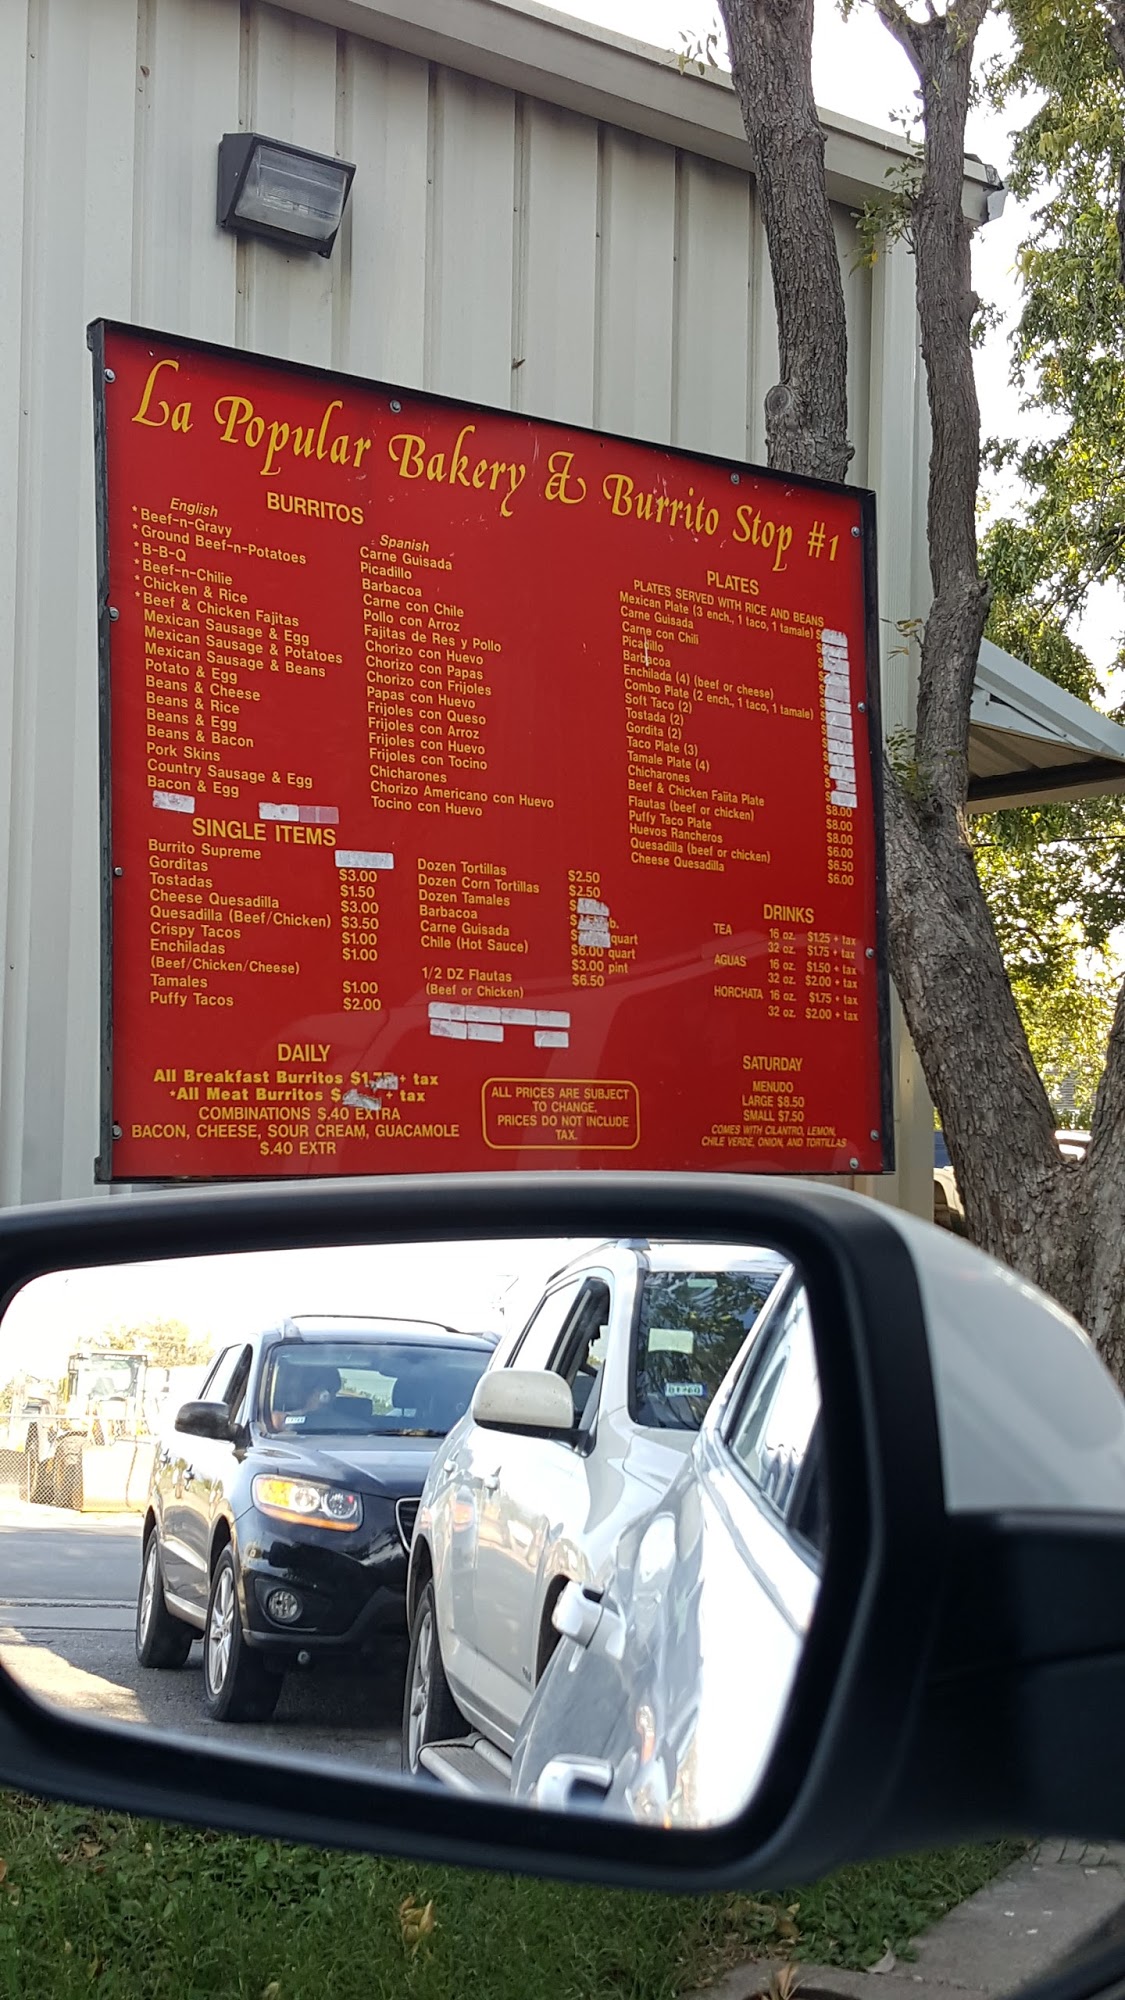 La Popular Bakery & Burrito Stop #1
BURRITOS
English
*Beef-n-Gravy
*Ground Beef-n-Potatoes
*B-B-Q
*Beef-n-Chilie
*Chicken & Rice
*Beef & Chicken Fajitas
Mexican Sausage & Egg
Mexican Sausage & Potatoes
Mexican Sausage & Beans
Potato & Egg
Beans & Cheese
Beans & Rice
Beans & Egg
Beans & Bacon
Pork Skins
Country Sausage & Egg
Bacon & Egg
Spanish
Carne Guisada
Picadillo
Barbacoa
Carne con Chile
Pollo con Arroz
Fajitas de Res y Pollo
Chorizo con Huevo
Chorizo con Papas
Chorizo con Frijoles
Papas con Huevo
Frijoles con Queso
Frijoles con Arroz
Frijoles con Huevo
Frijoles con Tocino
Chicharones
Chorizo Americano con Huevo
Tocino con Huevo
SINGLE ITEMS
Burrito Supreme
Gorditas $3.00
Tostadas $1.50
Cheese Quesadilla $3.00
Quesadilla (Beef/Chicken) $3.50
Crispy Tacos $1.00
Enchiladas $1.00
(Beef/Chicken/Cheese)
Tamales $1.00
Puffy Tacos $2.00
Dozen Tortillas $2.50
Dozen Corn Tortillas $2.50
Dozen Tamales
Barbacoa
Carne Guisada quart
Chile (Hot Sauce) $6.00 quart
$3.00 pint
1/2 DZ Flautas $6.50
(Beef or Chicken)
PLATES
PLATES SERVED WITH RICE AND BEANS
Mexican Plate (3 ench., 1 taco, 1 tamale) $
Carne Guisada
Carne con Chili
Picadillo
Barbacoa
Enchilada (4) (beef or cheese)
Combo Plate (2 ench., 1 taco, 1 tamale)
Soft Taco (2)
Tostada (2)
Gordita (2)
Taco Plate (3)
Tamale Plate (4)
Chicharones
Beef & Chicken Fajita Plate $8.00
Flautas (beef or chicken) $8.00
Puffy Taco Plate $8.00
Huevos Rancheros $6.00
Quesadilla (beef or chicken) $6.50
Cheese Quesadilla $6.00
DRINKS
TEA 16 oz. $1.25 + tax
32 oz. $1.75 + tax
AGUAS 16 oz. $1.50 + tax
32 oz. $2.00 + tax
HORCHATA 16 oz. $1.75 + tax
32 oz. $2.00 + tax
DAILY
All Breakfast Burritos + tax
*All Meat Burritos $ + tax
COMBINATIONS $.40 EXTRA
BACON, CHEESE, SOUR CREAM, GUACAMOLE
$.40 EXTR
ALL PRICES ARE SUBJECT
TO CHANGE.
PRICES DO NOT INCLUDE
TAX.
SATURDAY
MENUDO
LARGE $8.50
SMALL $7.50
COMES WITH CILANTRO, LEMON,
CHILE VERDE, ONION, AND TORTILLAS